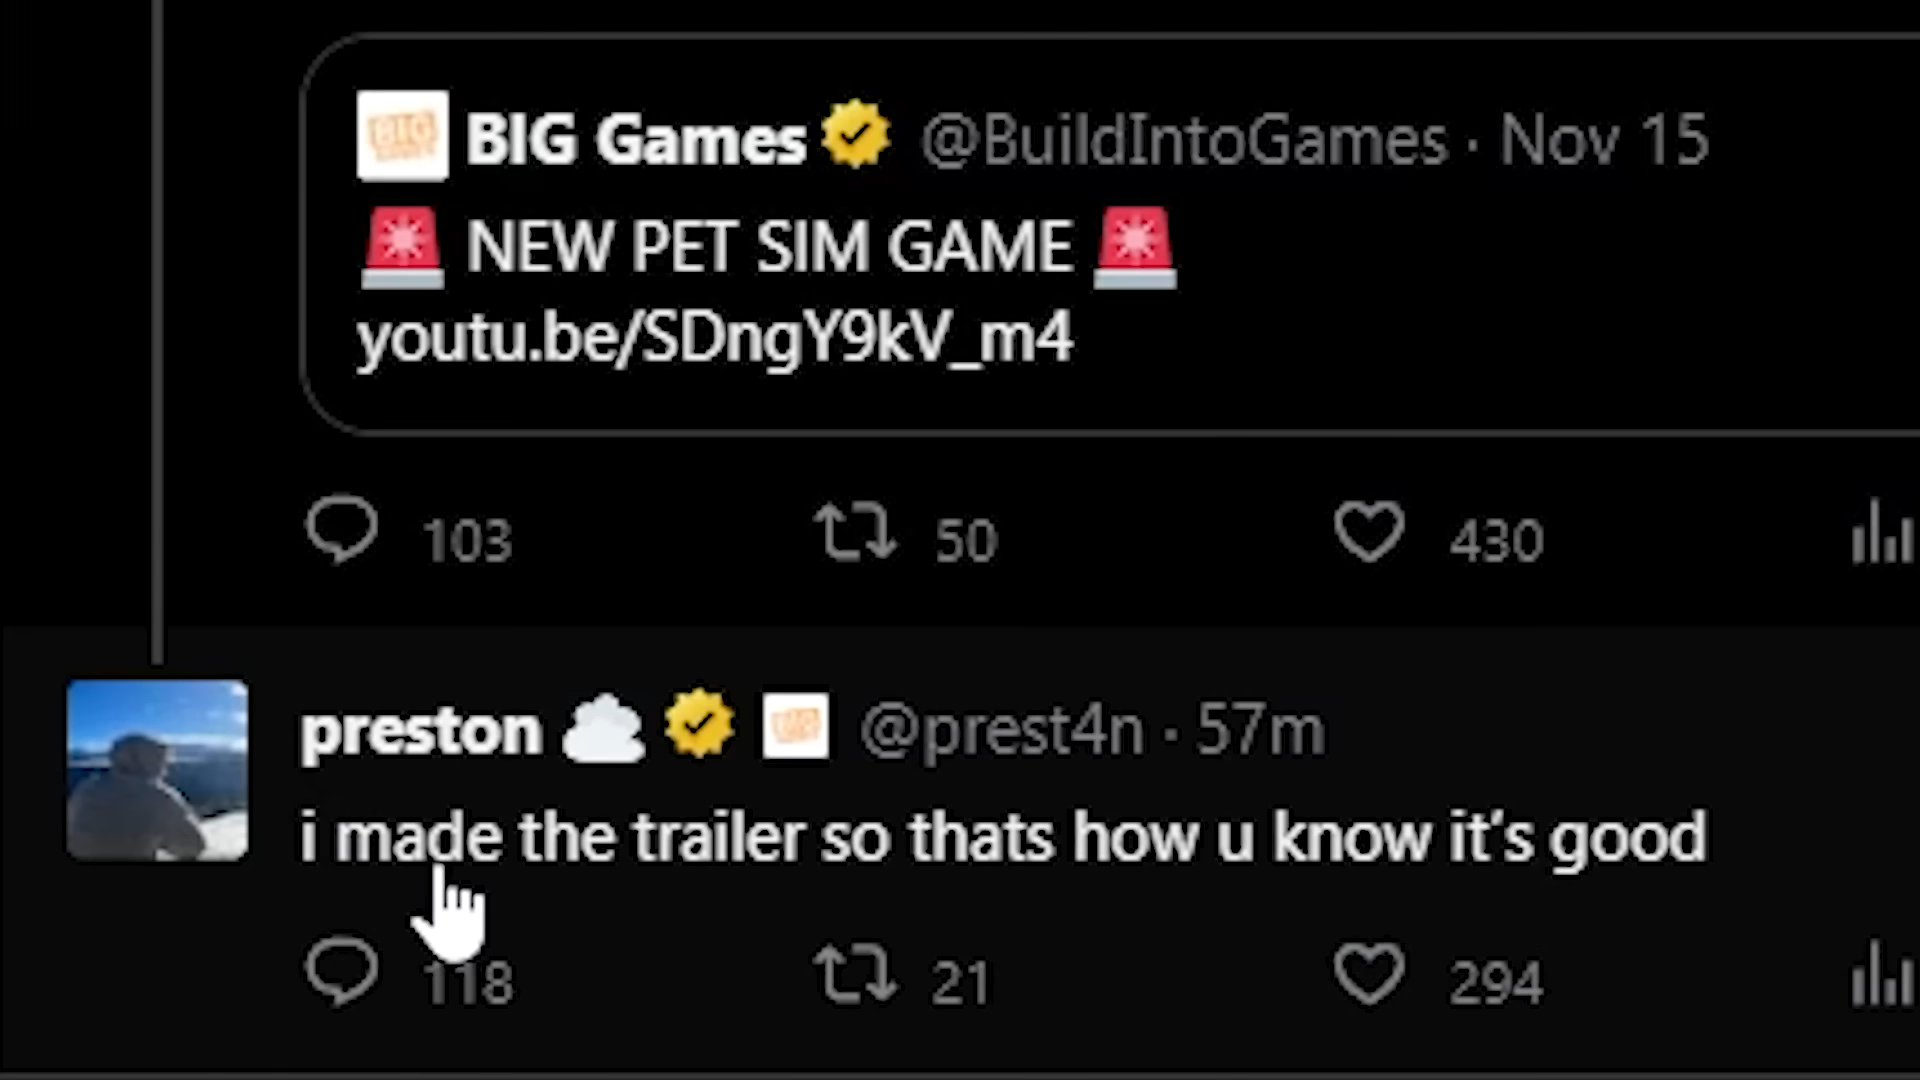 BIG Games @BuildIntoGames · Nov 15
🚨 NEW PET SIM GAME 🚨
youtu.be/SDngY9kV_m4
103 50 430
preston ☁️ @prest4n · 57m
i made the trailer so thats how u know it's good
118 21 294